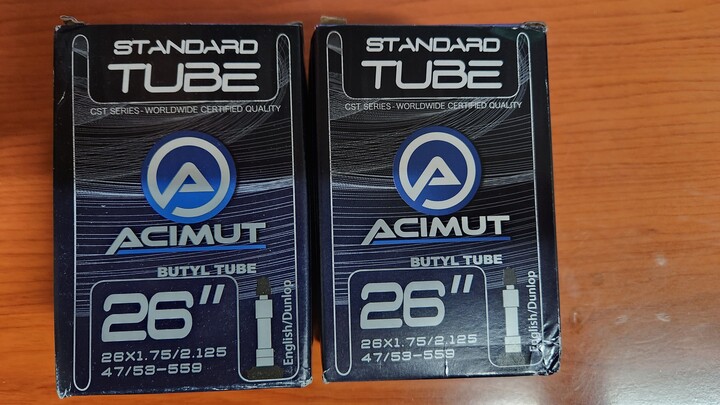 STANDARD
TUBE
CST SERIES - WORLDWIDE CERTIFIED QUALITY
ACIMUT
BUTYL TUBE
26"
26X1.75/2.125
47/53-559
English/Dunlop
STANDARD
TUBE
CST SERIES - WORLDWIDE CERTIFIED QUALITY
ACIMUT
BUTYL TUBE
26"
26X1.75/2.125
47/53-559
English/Dunlop